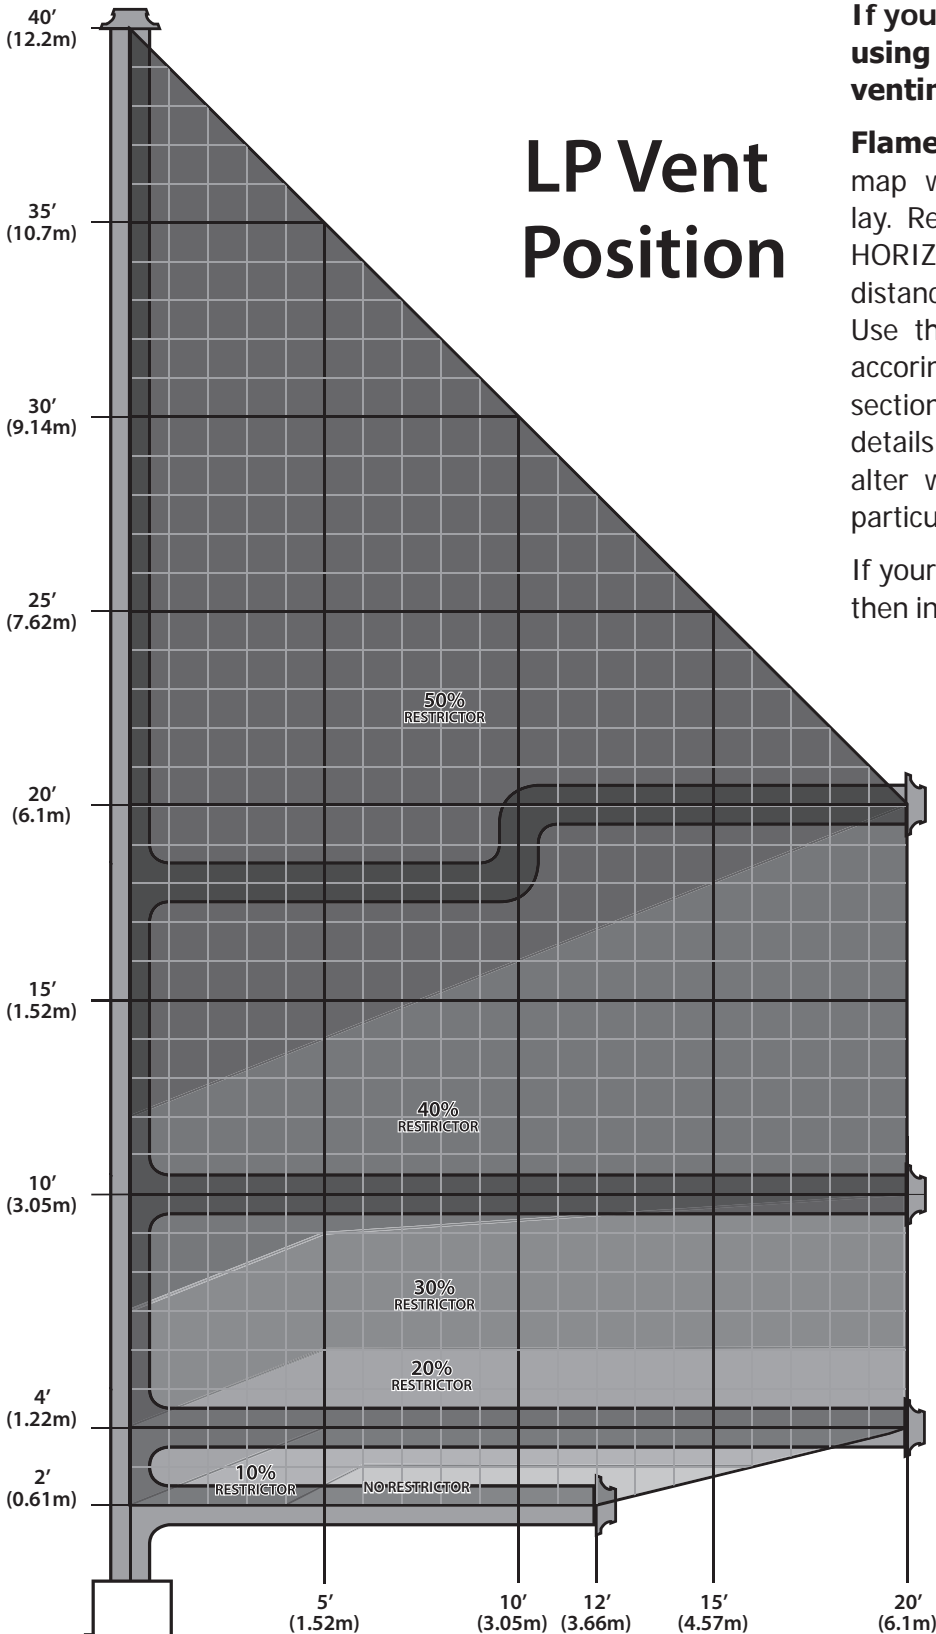 40’
(12.2m)
35’
(10.7m)
30’
(9.14m)
25’
(7.62m)
20’
(6.1m)
15’
(1.52m)
10’
(3.05m)
4’
(1.22m)
2’
(0.61m)
LP Vent
Position
50%
RESTRICTOR
40%
RESTRICTOR
30%
RESTRICTOR
20%
RESTRICTOR
10%
RESTRICTOR
NO RESTRICTOR
5’
(1.52m)
10’
(3.05m)
12’
(3.66m)
15’
(4.57m)
20’
(6.1m)
If you
using
ventin
Flame
map w
lay. Re
HORIZ
distanc
Use th
accorin
section
details
alter w
particu
If your
then in